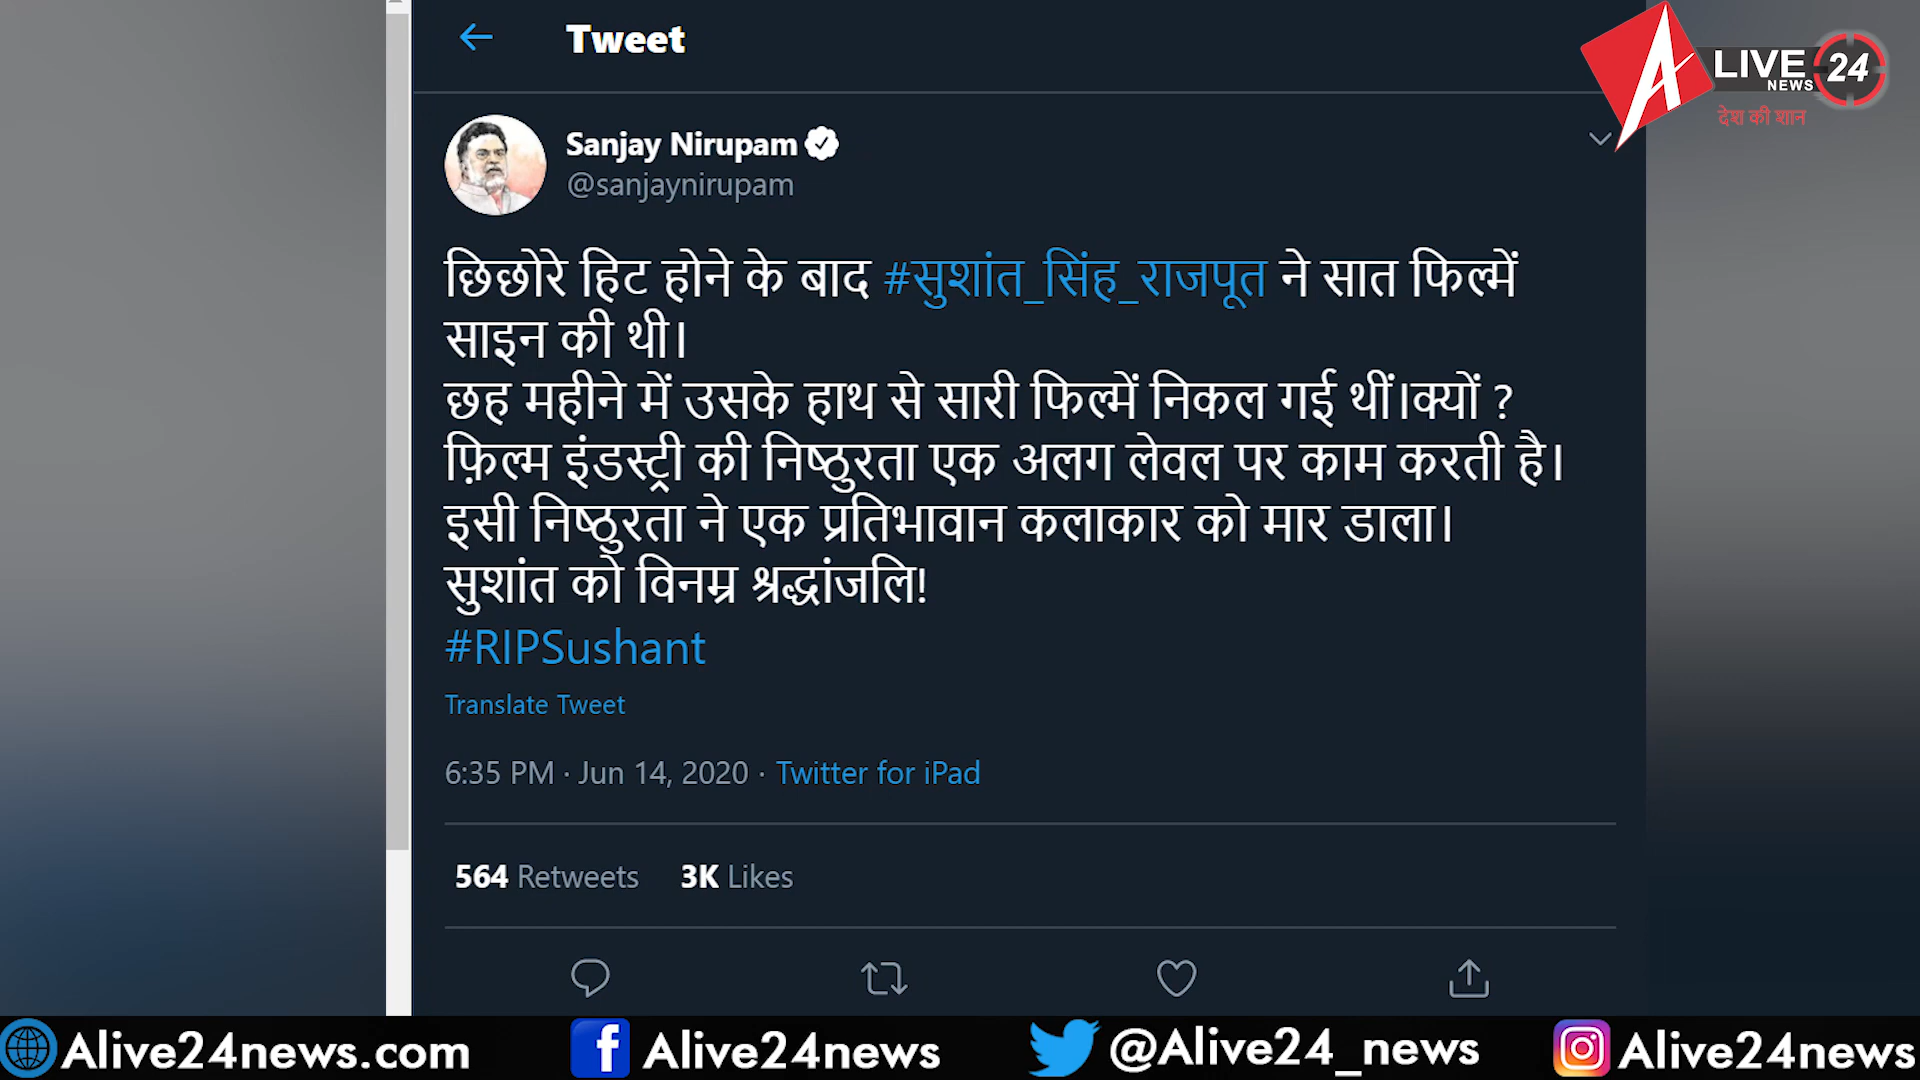 Tweet
ALIVE 24
NEWS
देश की शान
Sanjay Nirupam
@sanjaynirupam
छिछोरे हिट होने के बाद #सुशांत_सिंह_राजपूत ने सात फिल्में
साइन की थी।
छह महीने में उसके हाथ से सारी फिल्में निकल गई थीं।क्यों ?
फ़िल्म इंडस्ट्री की निष्ठुरता एक अलग लेवल पर काम करती है।
इसी निष्ठुरता ने एक प्रतिभावान कलाकार को मार डाला।
सुशांत को विनम्र श्रद्धांजलि!
#RIPSushant
Translate Tweet
6:35 PM · Jun 14, 2020 · Twitter for iPad
564 Retweets 3K Likes
Alive24news.com f Alive24news @Alive24_news Alive24news